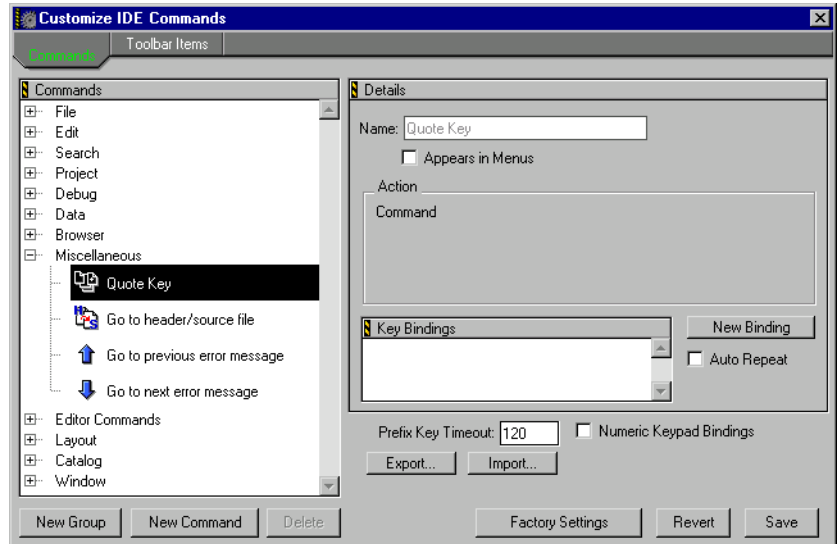 Customize IDE Commands
Commands
Toolbar Items
Commands
File
Edit
Search
Project
Debug
Data
Browser
Miscellaneous
Quote Key
Go to header/source file
Go to previous error message
Go to next error message
Editor Commands
Layout
Catalog
Window
Details
Name: Quote Key
Appears in Menus
Action
Command
Key Bindings
New Binding
Auto Repeat
Prefix Key Timeout: 120
Numeric Keypad Bindings
Export... Import...
New Group New Command Delete Factory Settings Revert Save